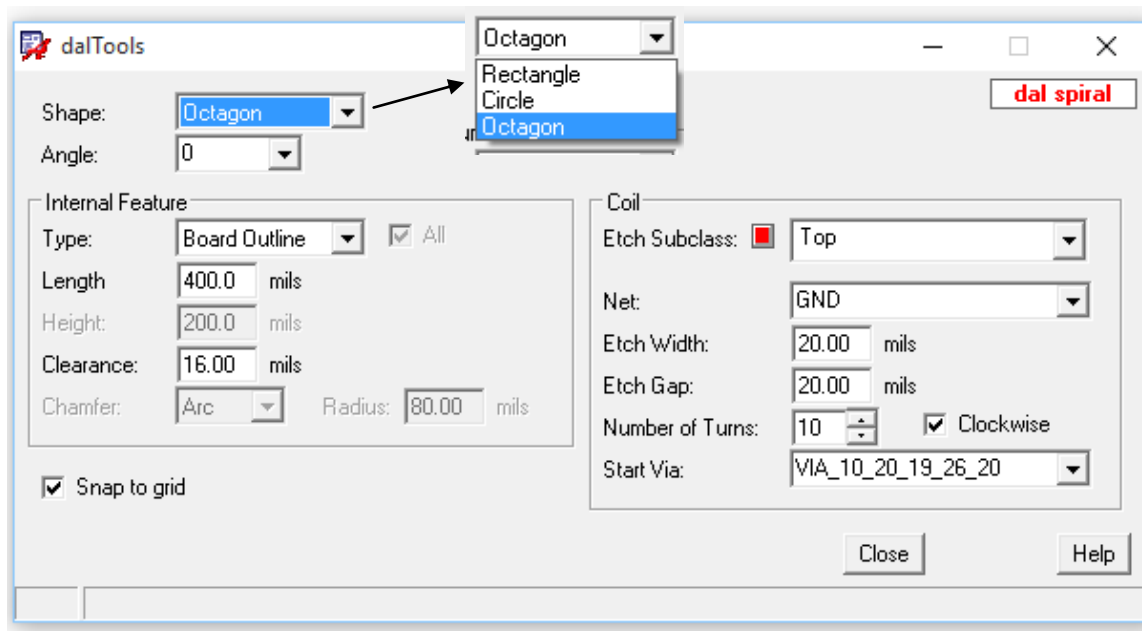 dalTools
Octagon
Rectangle
Circle
Octagon
dal spiral
Shape: Octagon
Angle: 0
Internal Feature
Type: Board Outline All
Length 400.0 mils
Height: 200.0 mils
Clearance: 16.00 mils
Chamfer: Arc Radius: 80.00 mils
Snap to grid
Coil
Etch Subclass: Top
Net: GND
Etch Width: 20.00 mils
Etch Gap: 20.00 mils
Number of Turns: 10 Clockwise
Start Via: VIA_10_20_19_26_20
Close Help